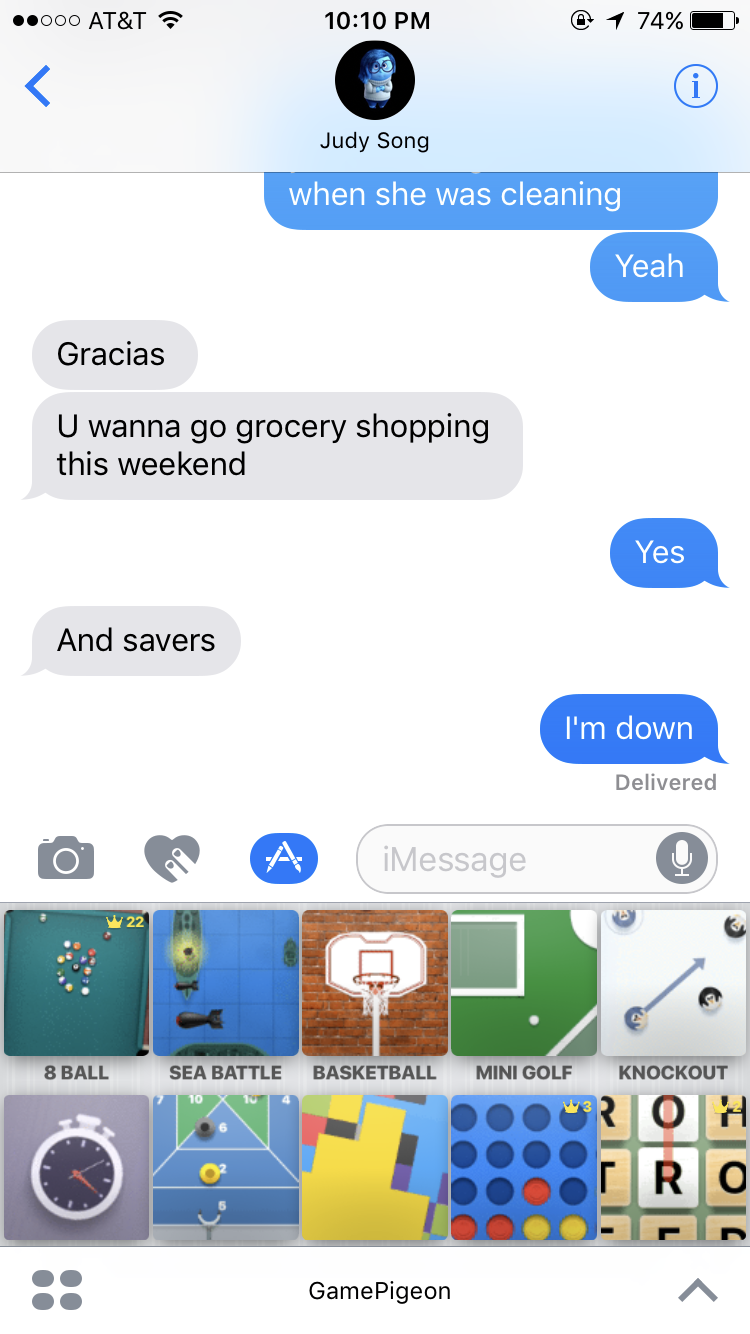 AT&T 10:10 PM 74%
Judy Song
when she was cleaning
Yeah
Gracias
U wanna go grocery shopping
this weekend
Yes
And savers
I'm down
Delivered
iMessage
22
8 BALL SEA BATTLE BASKETBALL MINI GOLF KNOCKOUT
7 10 10 4
6
2
5
3
R O H
2
T R O
GamePigeon